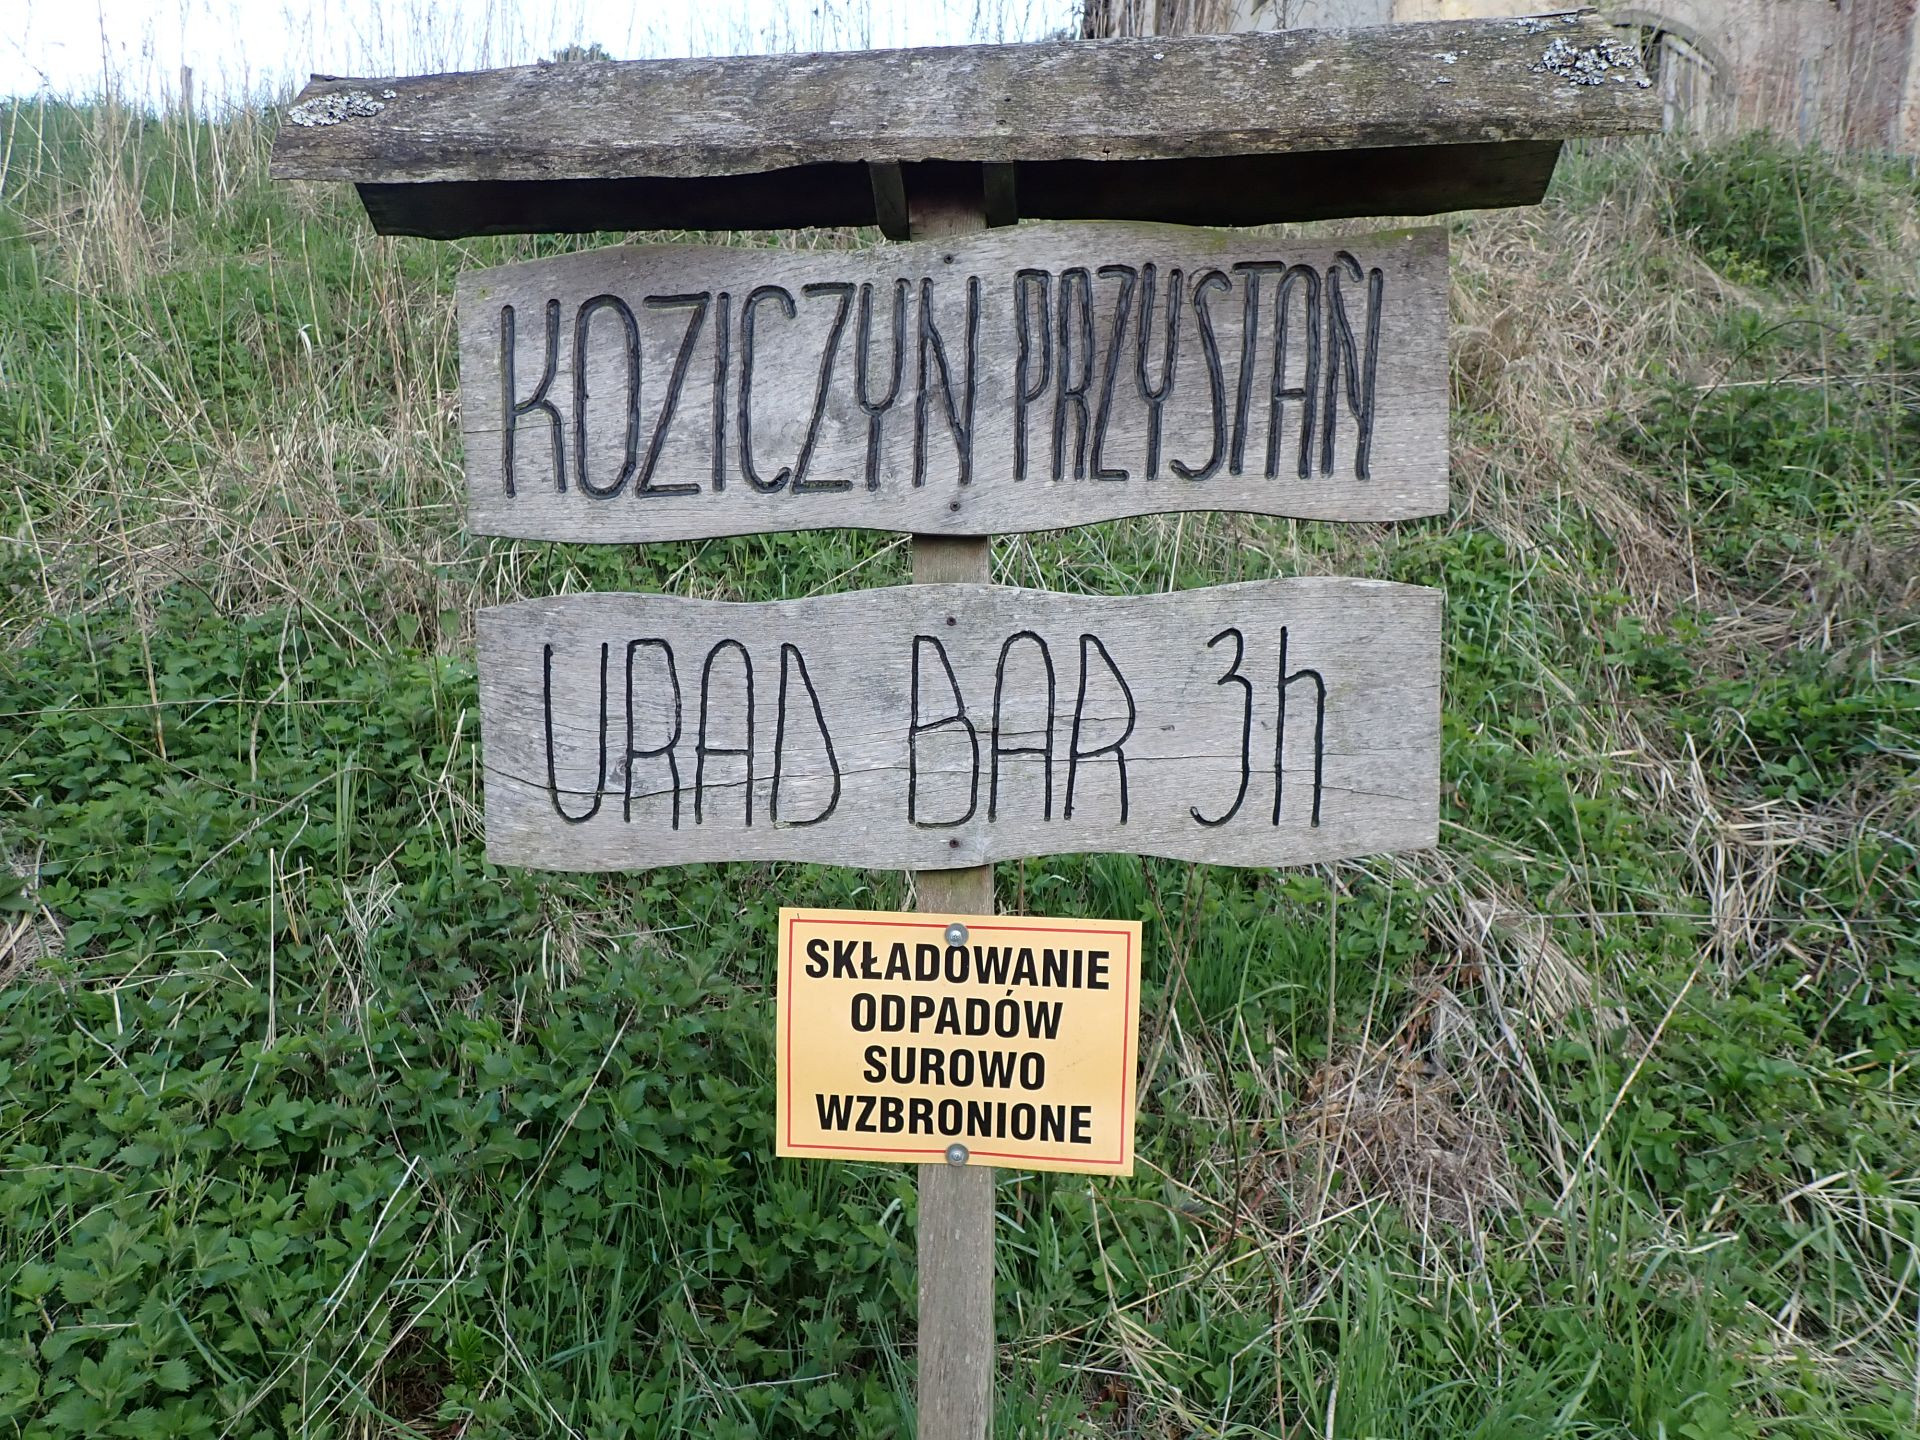 KOZICZYN PRZYSTAŃ
URAD BAR 3h
SKŁADOWANIE
ODPADÓW
SUROWO
WZBRONIONE